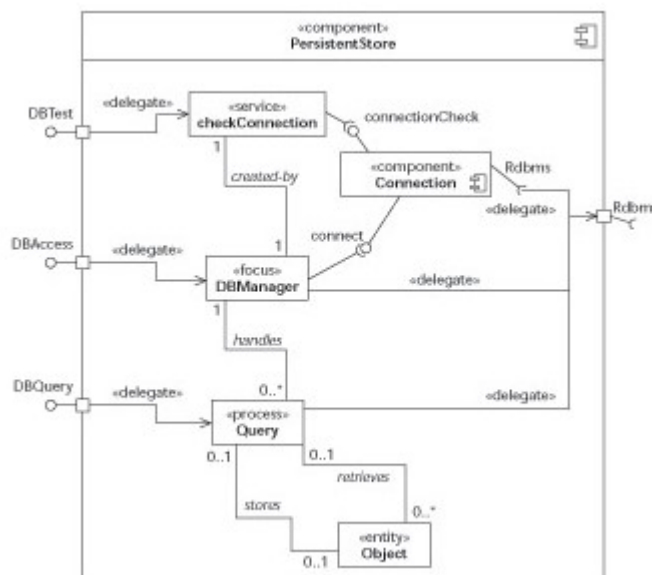 «component»
PersistentStore
DBTest
«delegate»
«service»
checkConnection
connectionCheck
1
created-by
1
«component»
Connection
Rdbms
«delegate»
Rdbm
connect
DBAccess
«delegate»
«focus»
DBManager
«delegate»
1
handles
0..*
DBQuery
«delegate»
«process»
Query
«delegate»
0..1
0..1
retrieves
stores
0..*
0..1
«entity»
Object